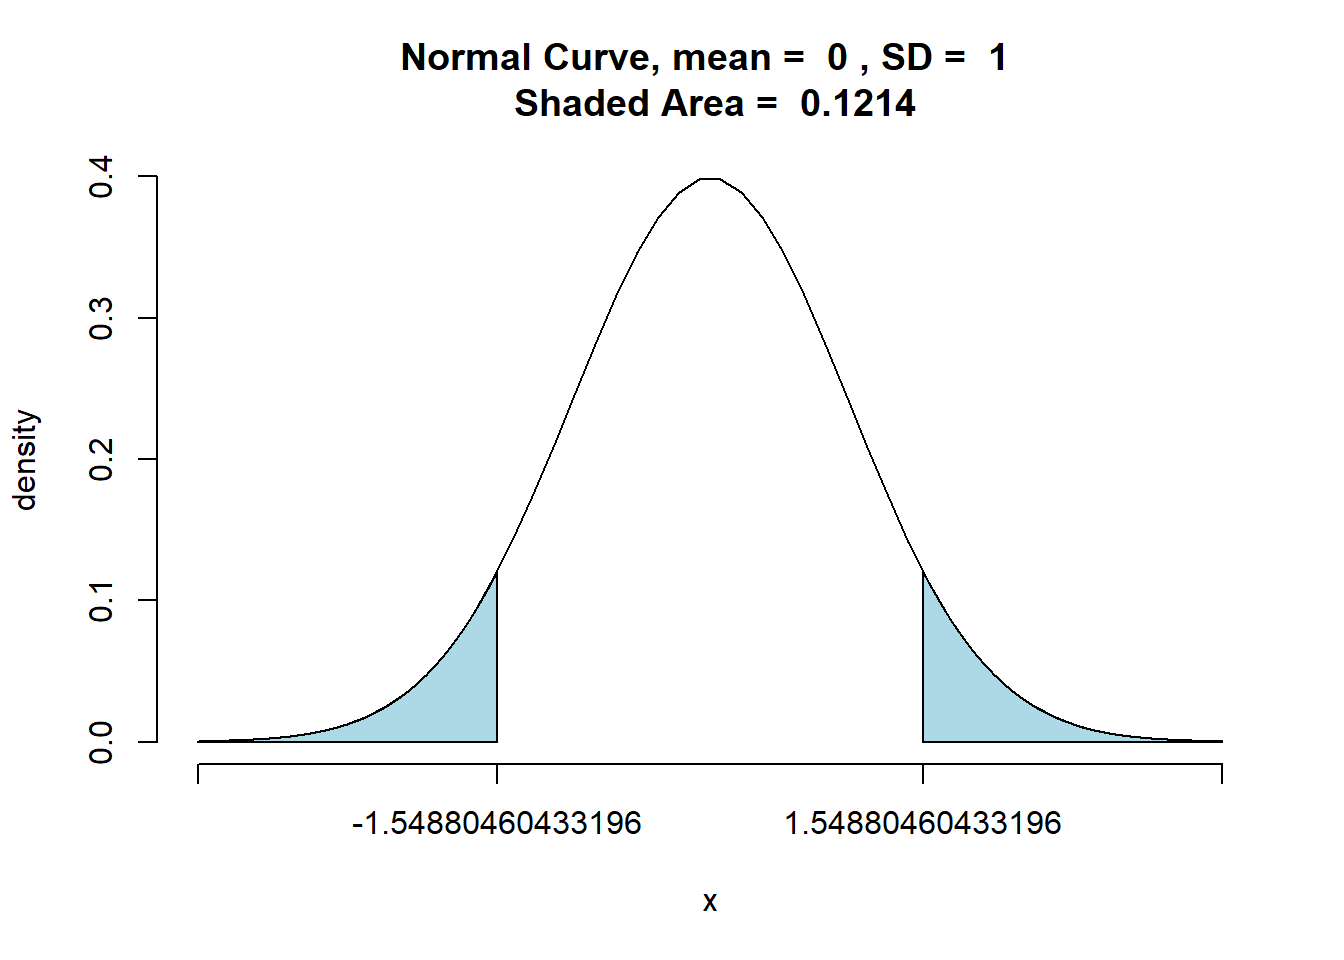 Normal Curve, mean =  0 , SD =  1
Shaded Area =  0.1214
density
0.4
0.3
0.2
0.1
0.0
-1.54880460433196
1.54880460433196
x